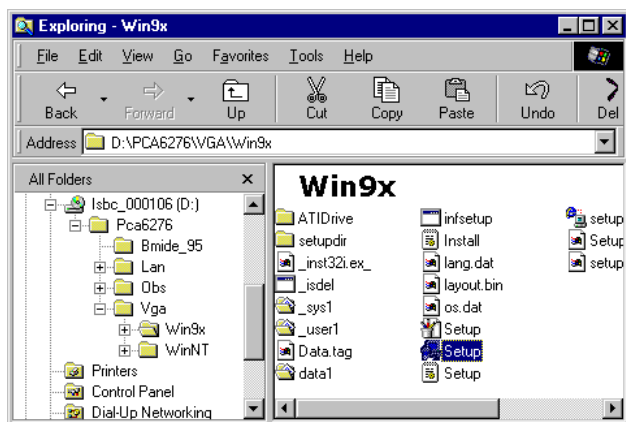 Exploring - Win9x
File Edit View Go Favorites Tools Help
Back Forward Up Cut Copy Paste Undo Del
Address D:\PCA6276\VGA\Win9x
All Folders
Isbc_000106 (D:)
Pca6276
Bmide_95
Lan
Obs
Vga
Win9x
WinNT
Printers
Control Panel
Dial-Up Networking
Win9x
ATIDrive
setupdir
_inst32i.ex_
_isdel
_sys1
_user1
Data.tag
data1
infsetup
Install
lang.dat
layout.bin
os.dat
Setup
Setup
Setup
setup
Setup
setup